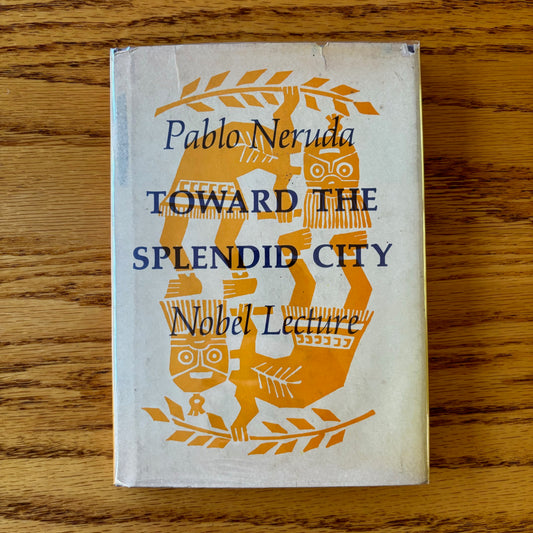 Pablo Neruda
TOWARD THE
SPLENDID CITY
Nobel Lecture